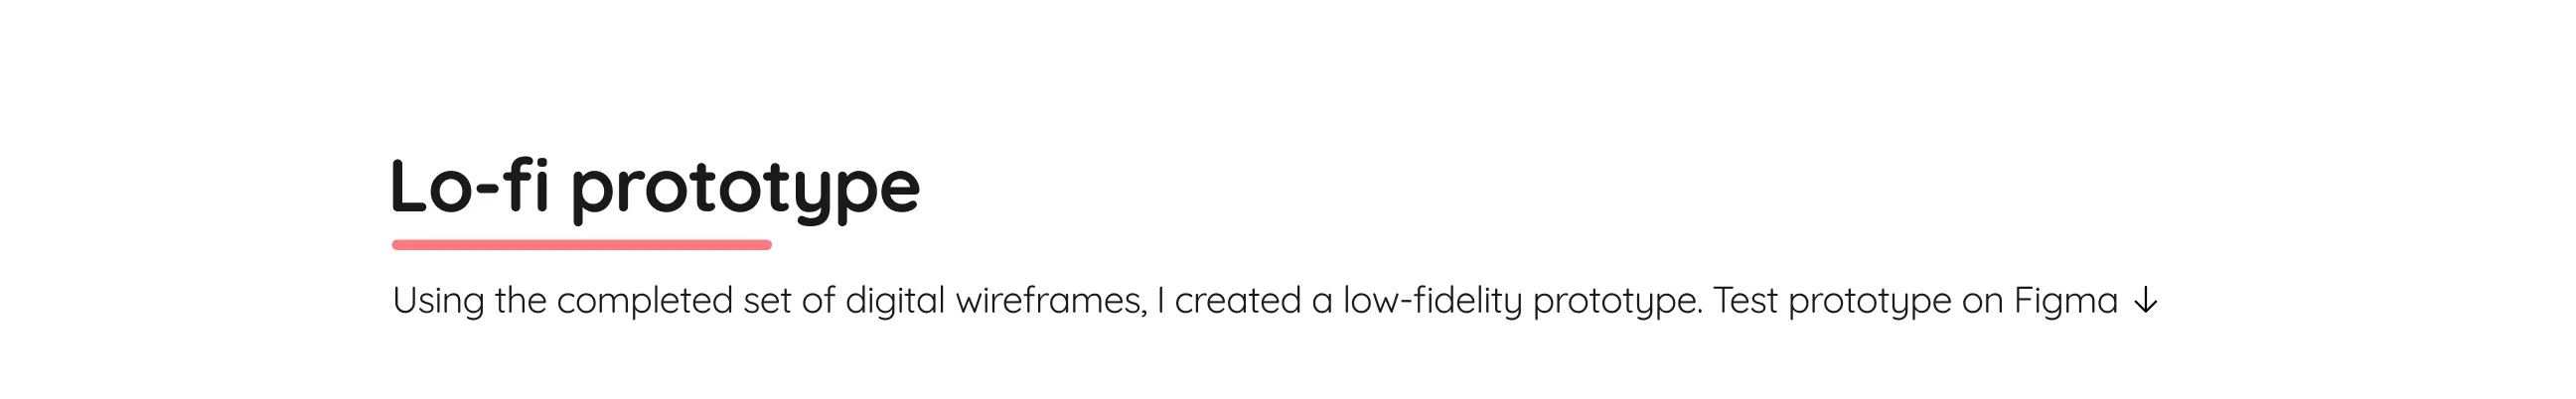 Lo-fi prototype
Using the completed set of digital wireframes, I created a low-fidelity prototype. Test prototype on Figma ↓